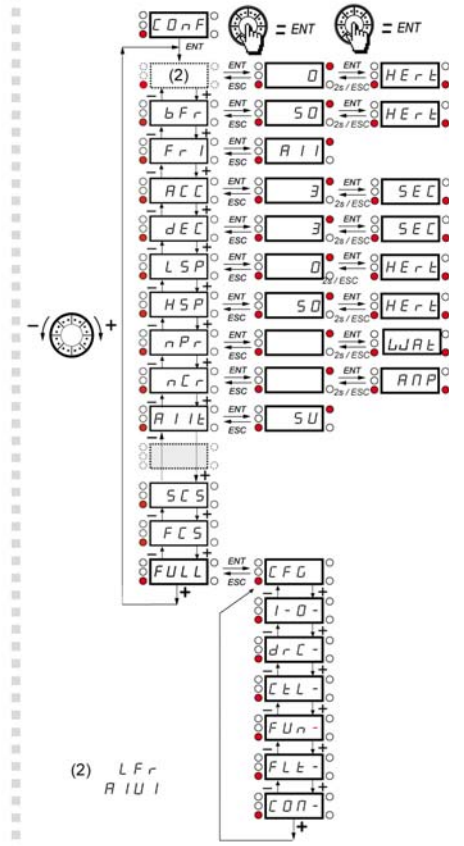 COnF = ENT = ENT
ENT
(2) ENT ESC 0 ENT 2s / ESC HErt
bFr ENT ESC 50 ENT 2s / ESC HErt
Fr1 ENT ESC AI1
ACC ENT ESC 3 ENT 2s / ESC SEC
dEC ENT ESC 3 ENT 2s / ESC SEC
LSP ENT ESC 0 ENT 2s / ESC HErt
HSP ENT ESC 50 ENT 2s / ESC HErt
- +
nPr ENT ESC ENT 2s / ESC WAt
nCr ENT ESC ENT 2s / ESC AMP
AI1t ENT ESC 5U
SCS
FCS
FULL ENT ESC CFG
+
I-O-
drC-
CtL-
FUn-
FLt-
COM-
+
(2) LFr
AIU1